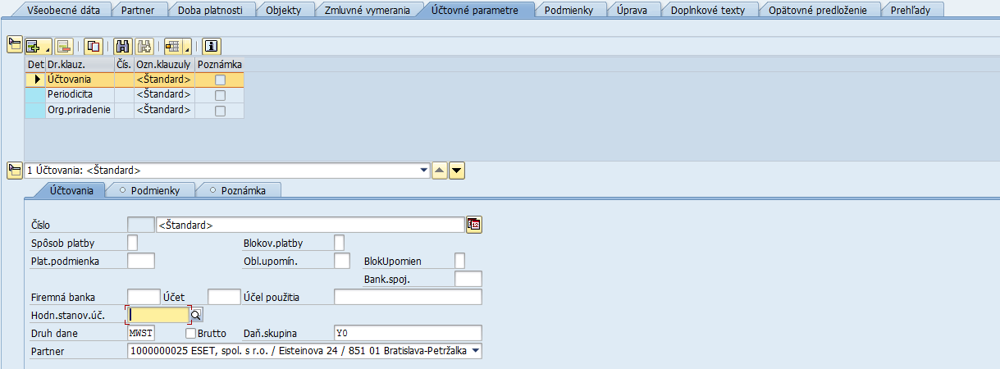 Všeobecné dáta Partner Doba platnosti Objekty Zmluvné vymerania Účtovné parametre Podmienky Úprava Doplnkové texty Opätovné predloženie Prehľady
Det Dr.klauz. Čís. Ozn.klauzuly Poznámka
Účtovania <Štandard>
Periodicita <Štandard>
Org.priradenie <Štandard>
1 Účtovania: <Štandard>
Účtovania Podmienky Poznámka
Číslo <Štandard>
Spôsob platby Blokov.platby
Plat.podmienka Obl.upomín. BlokUpomien
Bank.spoj.
Firemná banka Účet Účel použitia
Hodn.stanov.úč.
Druh dane MWST Brutto Daň.skupina Y0
Partner 1000000025 ESET, spol. s r.o. / Eisteinova 24 / 851 01 Bratislava-Petržalka